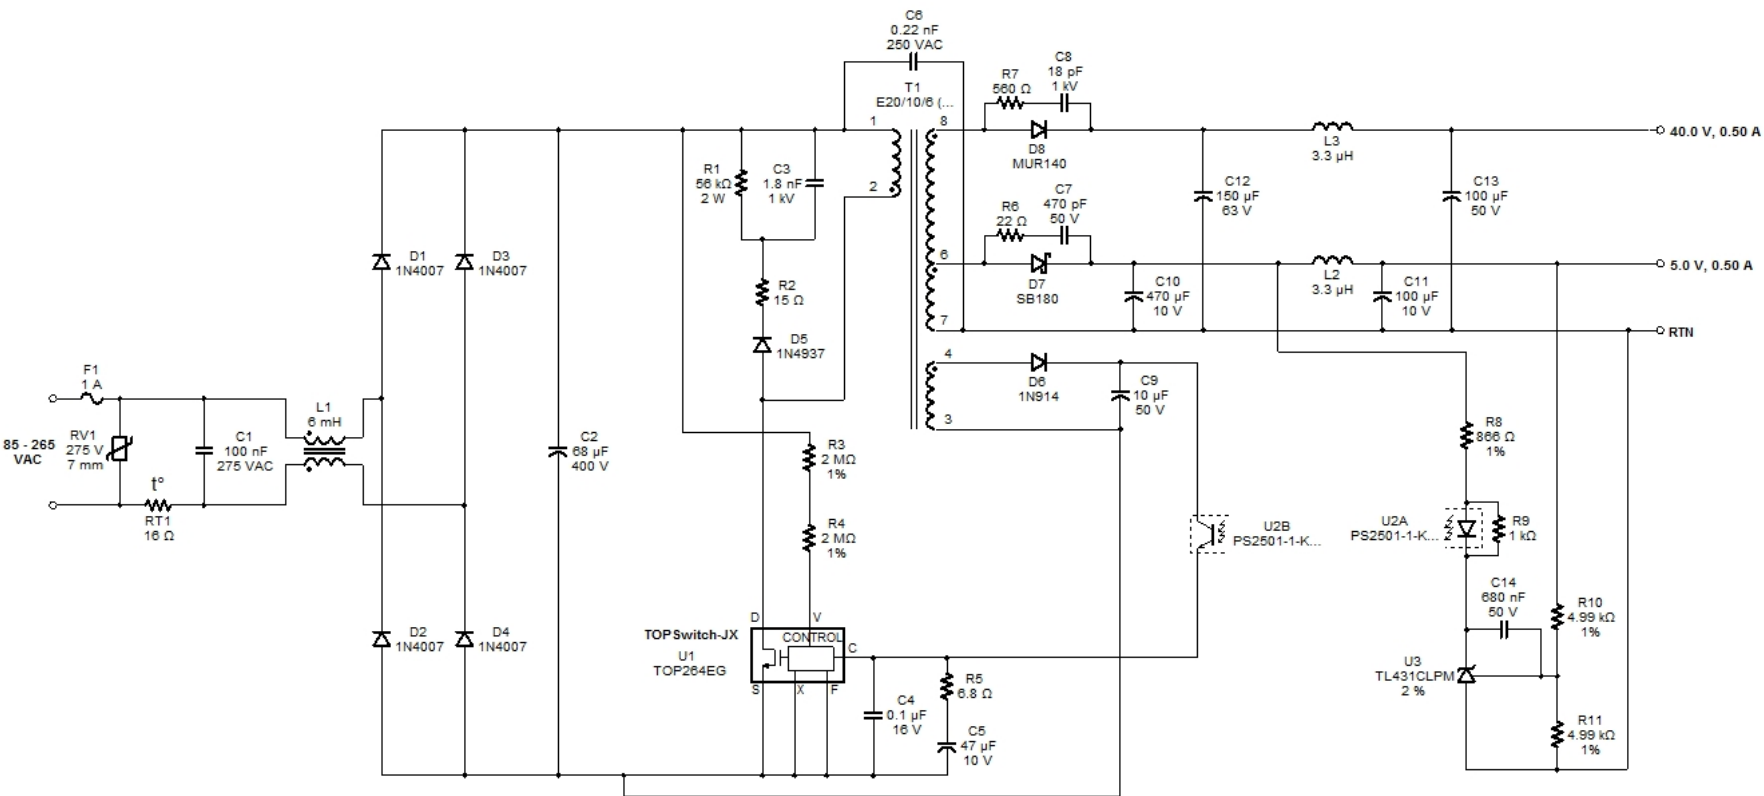 C6
0.22 nF
250 VAC
T1
E20/10/6 (...
R7
560 Ω
C8
18 pF
1 kV
1
8
D8
MUR140
L3
3.3 µH
40.0 V, 0.50 A
R1
56 kΩ
2 W
C3
1.8 nF
1 kV
2
C12
150 µF
63 V
C13
100 µF
50 V
R6
22 Ω
C7
470 pF
50 V
D1
1N4007
D3
1N4007
6
D7
SB180
L2
3.3 µH
5.0 V, 0.50 A
R2
15 Ω
C10
470 µF
10 V
C11
100 µF
10 V
7
RTN
D5
1N4937
4
D6
1N914
C9
10 µF
50 V
3
F1
1 A
85 - 265
VAC
RV1
275 V
7 mm
C1
100 nF
275 VAC
L1
6 mH
C2
68 µF
400 V
R3
2 MΩ
1%
R8
866 Ω
1%
t°
RT1
16 Ω
R4
2 MΩ
1%
U2B
PS2501-1-K...
U2A
PS2501-1-K...
R9
1 kΩ
C14
680 nF
50 V
R10
4.99 kΩ
1%
D2
1N4007
D4
1N4007
TOPSwitch-JX
U1
TOP264EG
D
V
CONTROL
C
S
X
F
R5
6.8 Ω
U3
TL431CLPM
2 %
C4
0.1 µF
16 V
C5
47 µF
10 V
R11
4.99 kΩ
1%